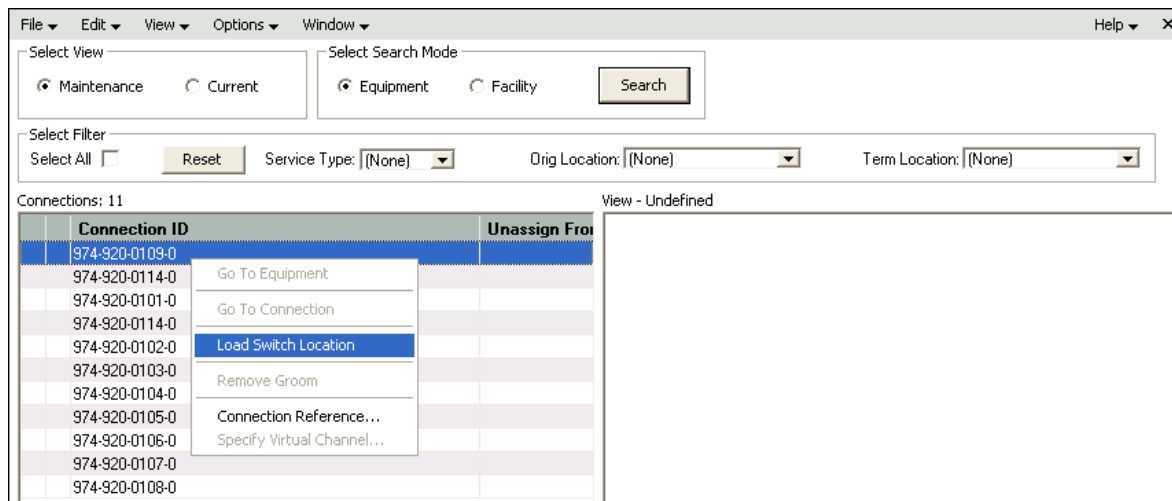 File Edit View Options Window Help
Select View Select Search Mode
Maintenance Current Equipment Facility Search
Select Filter
Select All Reset Service Type: (None) Orig Location: (None) Term Location: (None)
Connections: 11 View - Undefined
Connection ID Unassign From
974-920-0109-0
974-920-0114-0
974-920-0101-0
974-920-0114-0
974-920-0102-0
974-920-0103-0
974-920-0104-0
974-920-0105-0
974-920-0106-0
974-920-0107-0
974-920-0108-0
Go To Equipment
Go To Connection
Load Switch Location
Remove Groom
Connection Reference...
Specify Virtual Channel...